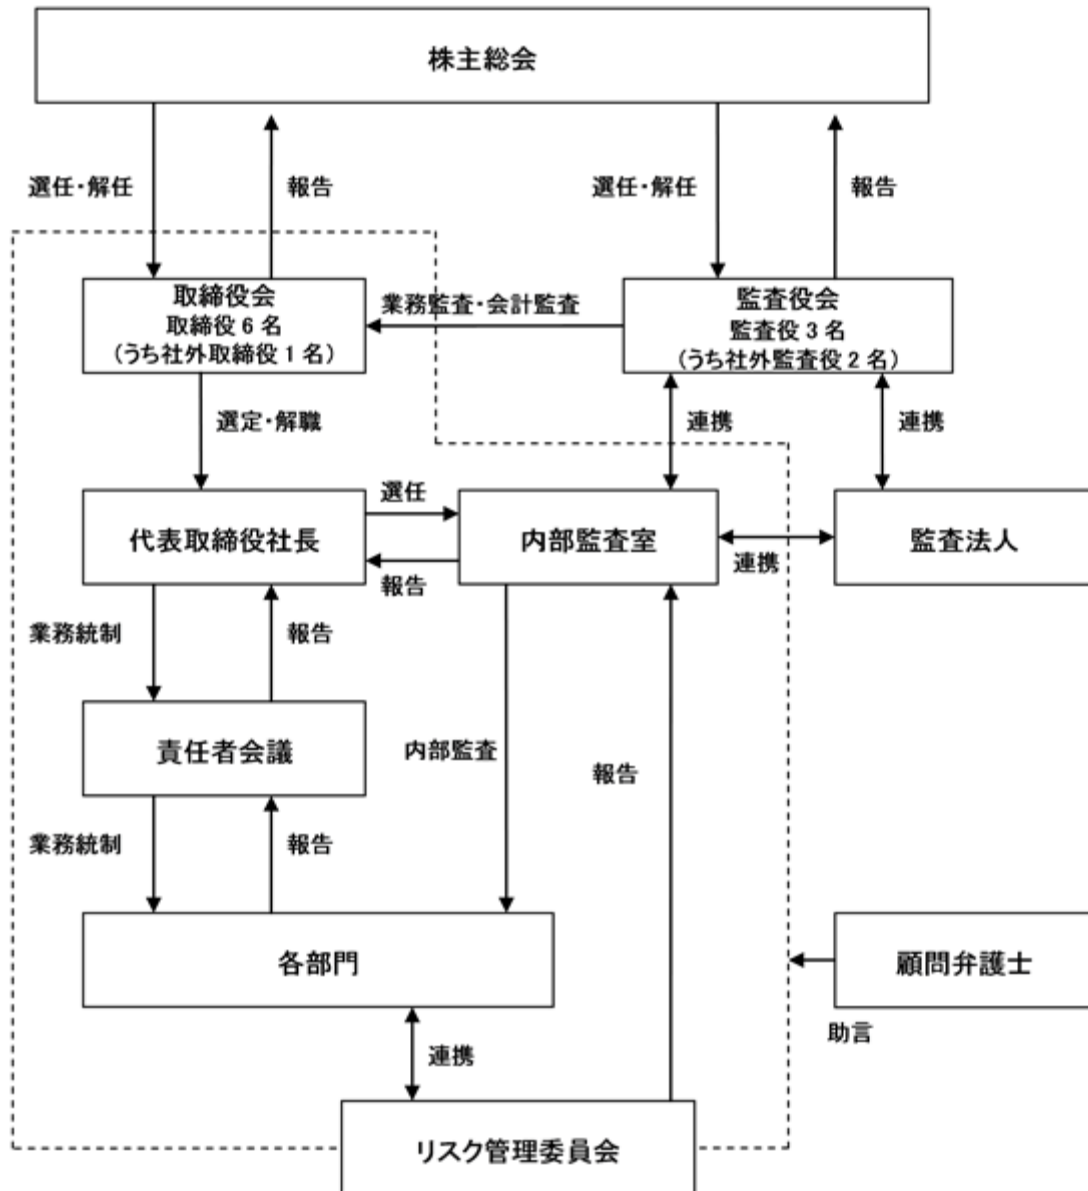 株主総会
選任・解任
報告
選任・解任
報告
取締役会
取締役 6 名
（うち社外取締役 1 名）
業務監査・会計監査
監査役会
監査役 3 名
（うち社外監査役 2 名）
選定・解職
連携
連携
代表取締役社長
選任
報告
内部監査室
連携
監査法人
業務統制
報告
責任者会議
内部監査
報告
業務統制
報告
各部門
顧問弁護士
助言
連携
リスク管理委員会